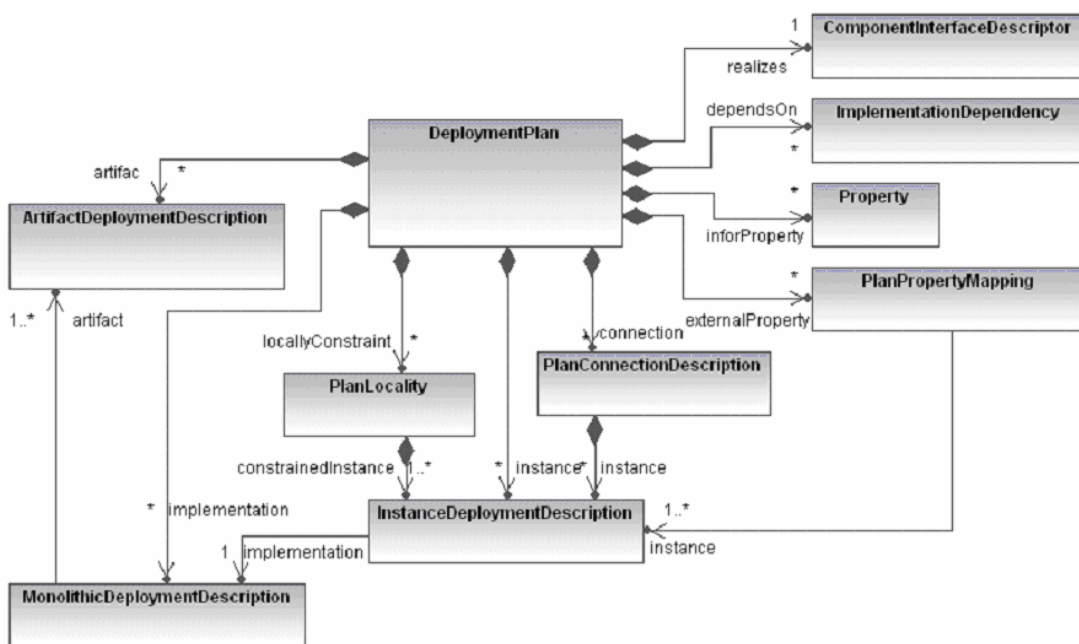 1
ComponentInterfaceDescriptor
realizes
dependsOn
ImplementationDependency
*
DeploymentPlan
artifac
*
ArtifactDeploymentDescription
*
Property
inforProperty
*
PlanPropertyMapping
externalProperty
1..*
artifact
locallyConstraint
*
*
connection
PlanLocality
PlanConnectionDescription
constrainedInstance
1..*
*
instance
*
instance
*
implementation
InstanceDeploymentDescription
1..*
instance
1
implementation
MonolithicDeploymentDescription